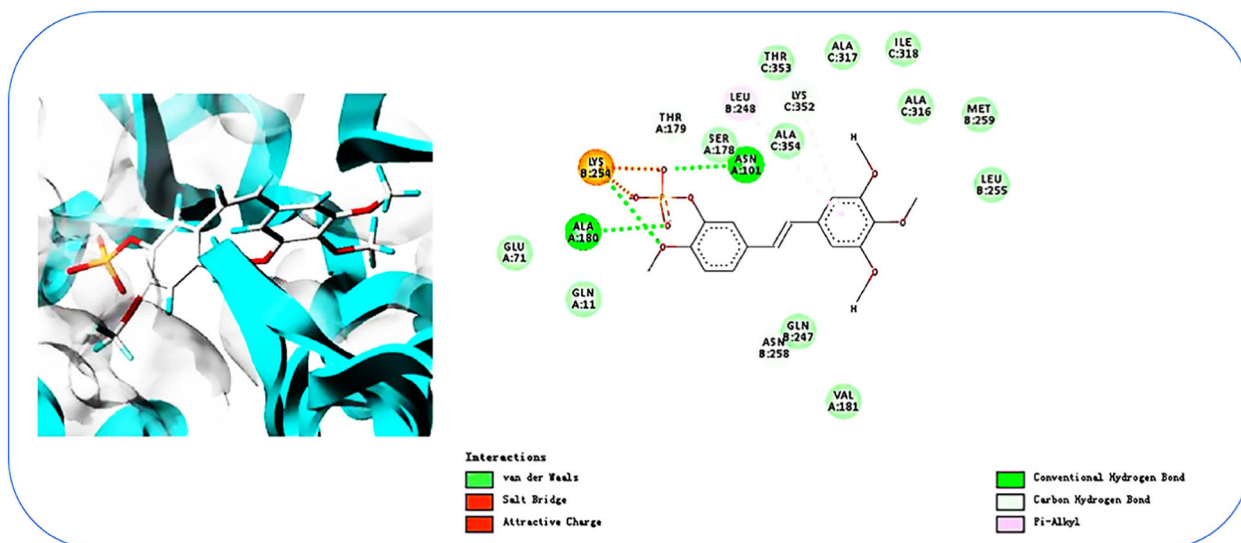 THR
C:353
ALA
C:317
ILE
C:318
LEU
B:248
LYS
C:352
ALA
C:316
MET
B:259
THR
A:179
SER
A:178
ALA
C:354
H
ASN
A:101
LYS
B:254
LEU
B:255
ALA
A:180
GLU
A:71
GLN
A:11
H
GLN
B:247
ASN
B:258
VAL
A:181
Interactions
van der Waals
Salt Bridge
Attractive Charge
Conventional Hydrogen Bond
Carbon Hydrogen Bond
Pi-Alkyl